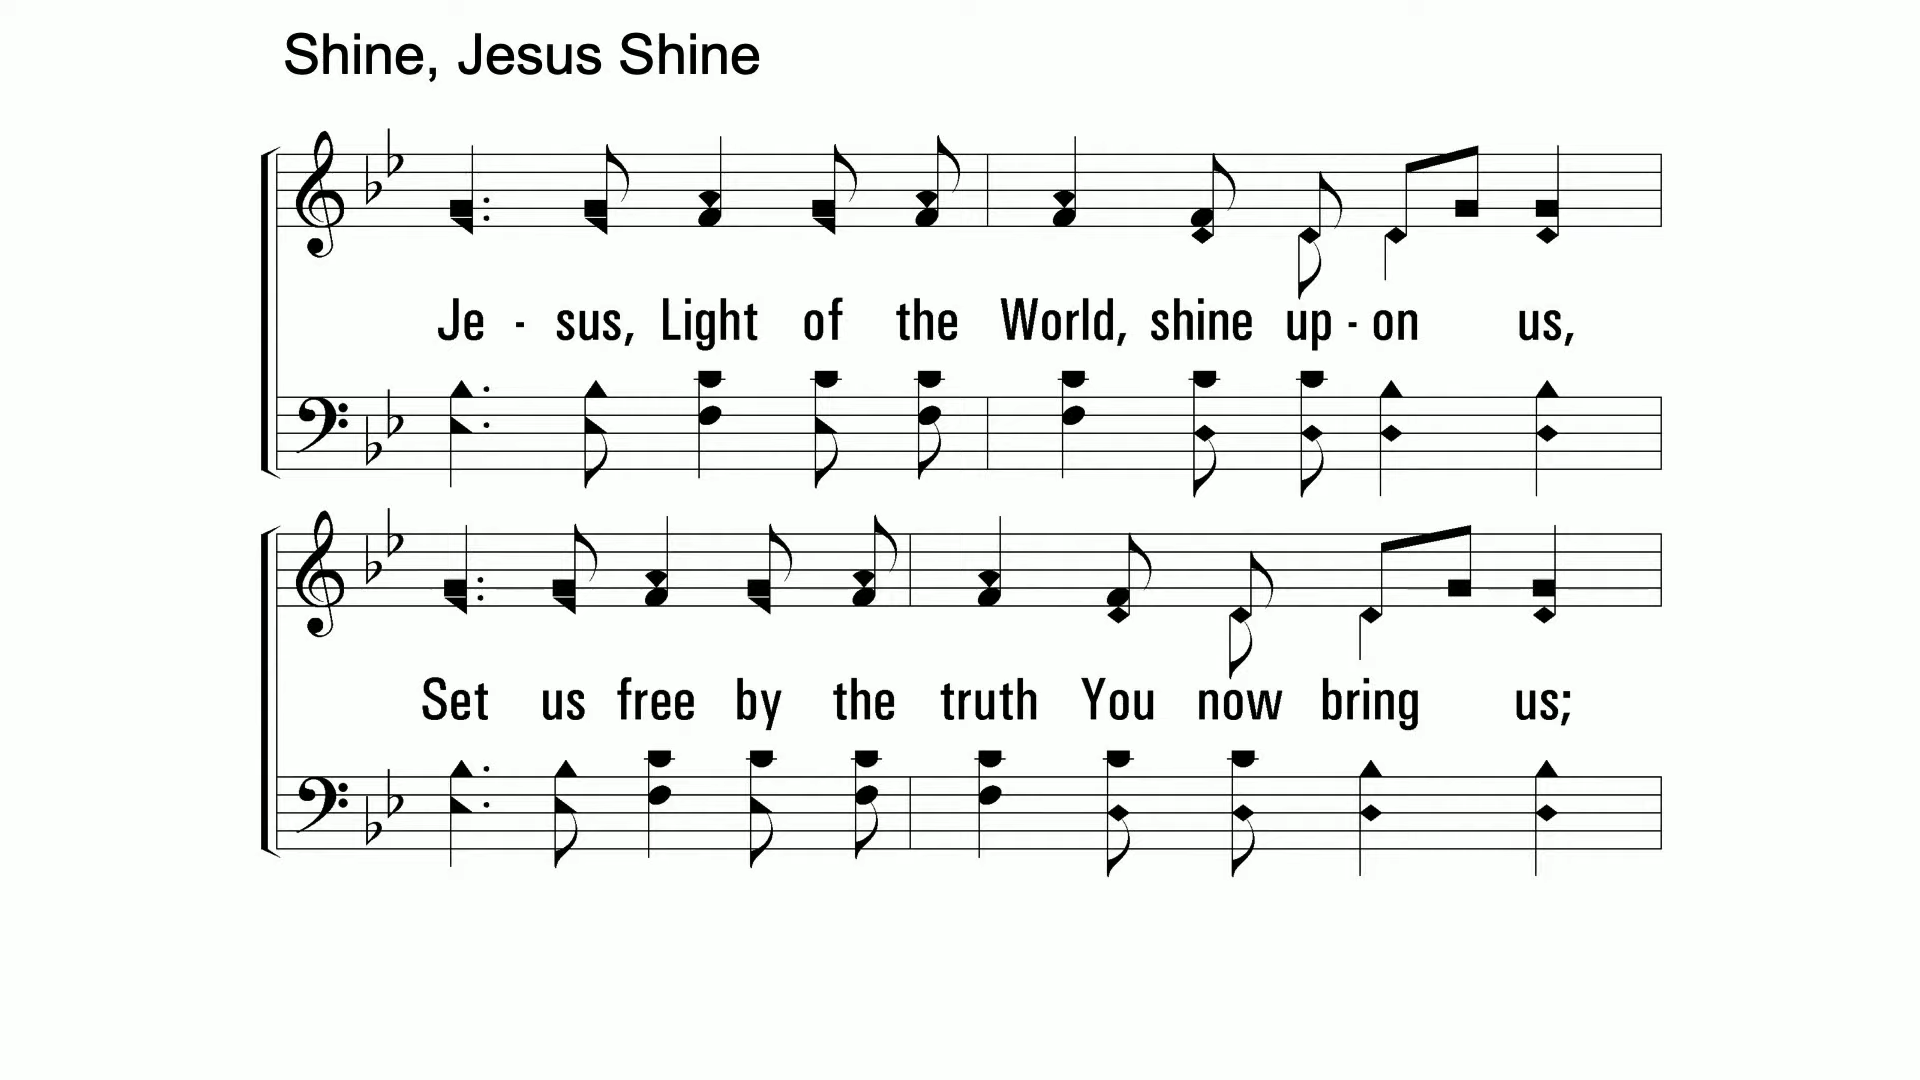 Shine, Jesus Shine
Je - sus, Light of the World, shine up - on us,
Set us free by the truth You now bring us;